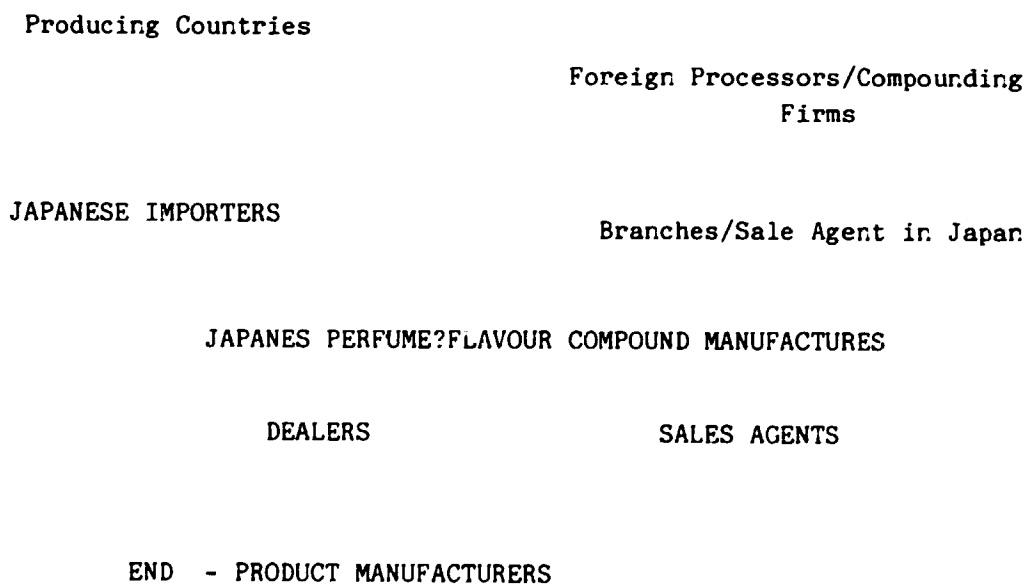 Producing Countries
Foreign Processors/Compounding
Firms
JAPANESE IMPORTERS
Branches/Sale Agent in Japan
JAPANES PERFUME?FLAVOUR COMPOUND MANUFACTURES
DEALERS
SALES AGENTS
END - PRODUCT MANUFACTURERS